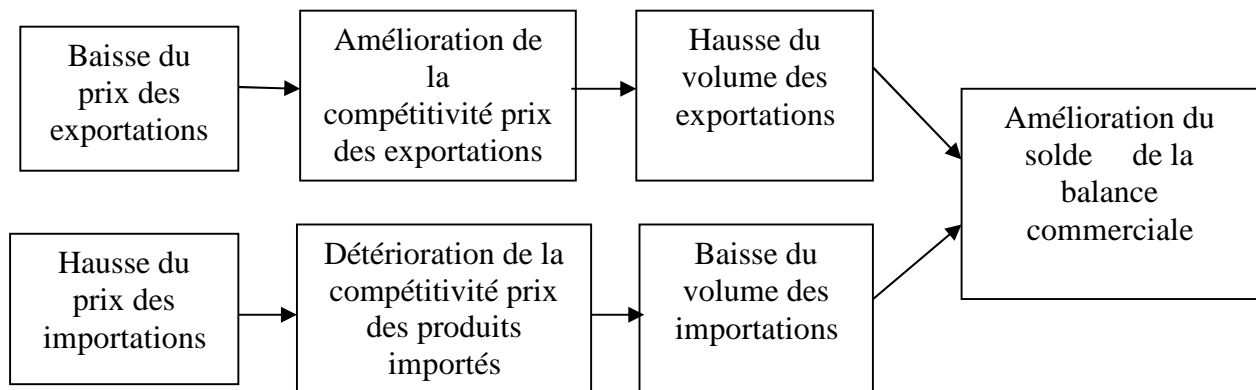 Baisse du
prix des
exportations
Amélioration de
la
compétitivité prix
des exportations
Hausse du
volume des
exportations
Amélioration du
solde de la
balance
commerciale
Hausse du
prix des
importations
Détérioration de la
compétitivité prix
des produits
importés
Baisse du
volume des
importations